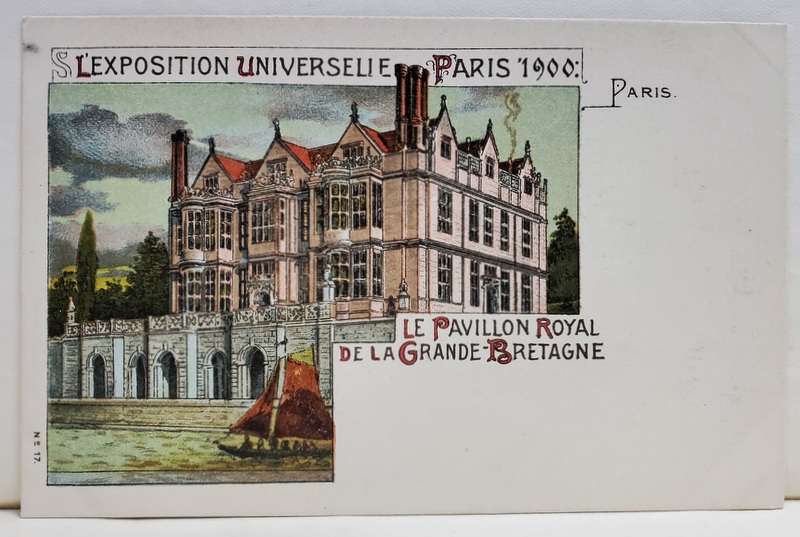 L'EXPOSITION UNIVERSELLE PARIS 1900:
PARIS.
LE PAVILLON ROYAL
DE LA GRANDE-BRETAGNE
Nº 17.